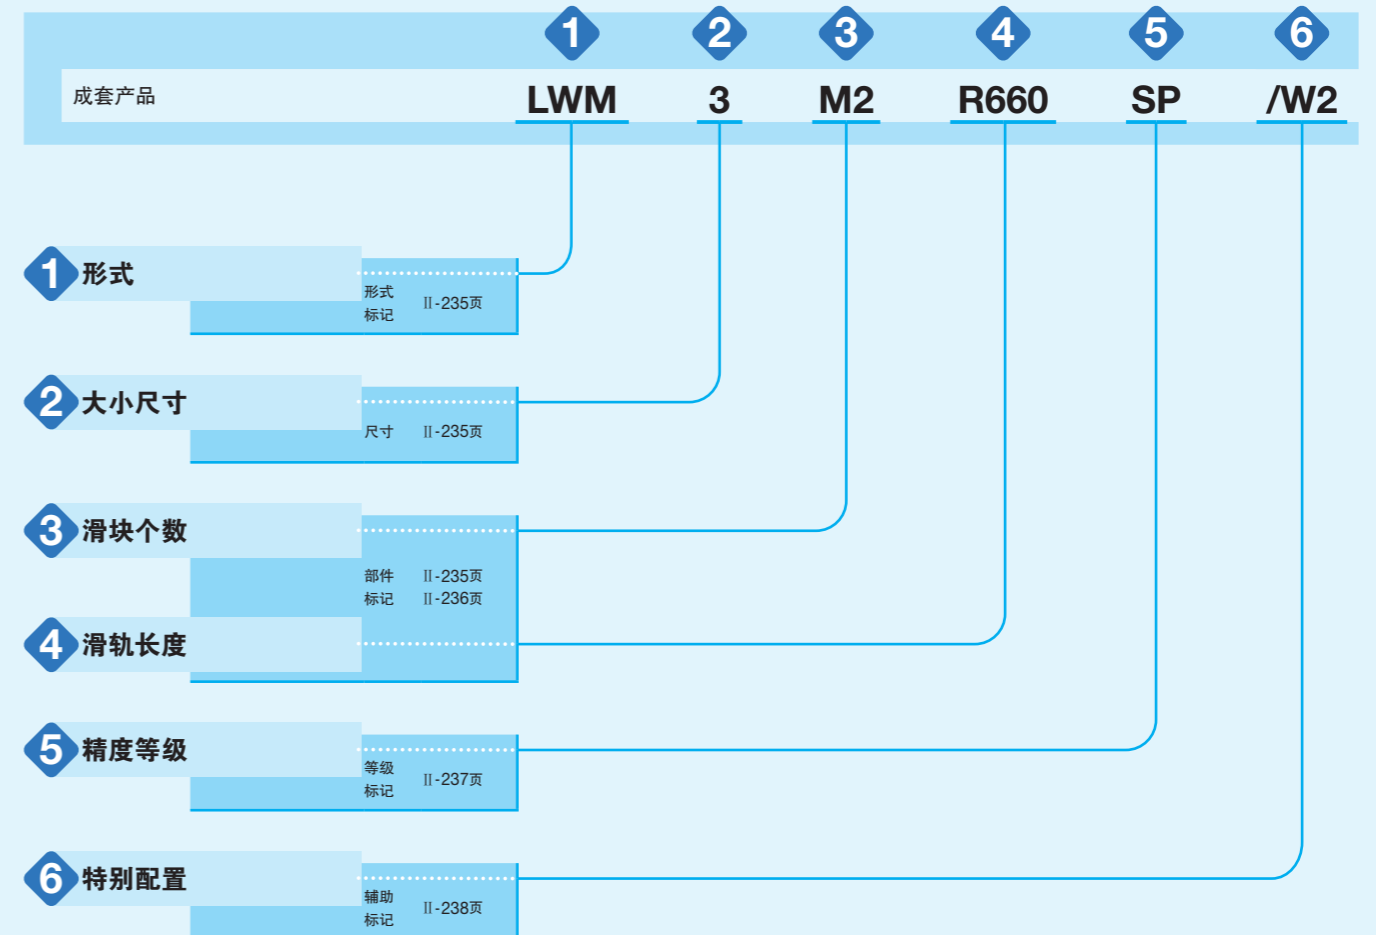 1 2 3 4 5 6
成套产品 LWM 3 M2 R660 SP /W2
1 形式
形式
标记 Ⅱ-235页
2 大小尺寸
尺寸 Ⅱ-235页
3 滑块个数
部件 Ⅱ-235页
标记 Ⅱ-236页
4 滑轨长度
5 精度等级
等级
标记 Ⅱ-237页
6 特别配置
辅助
标记 Ⅱ-238页